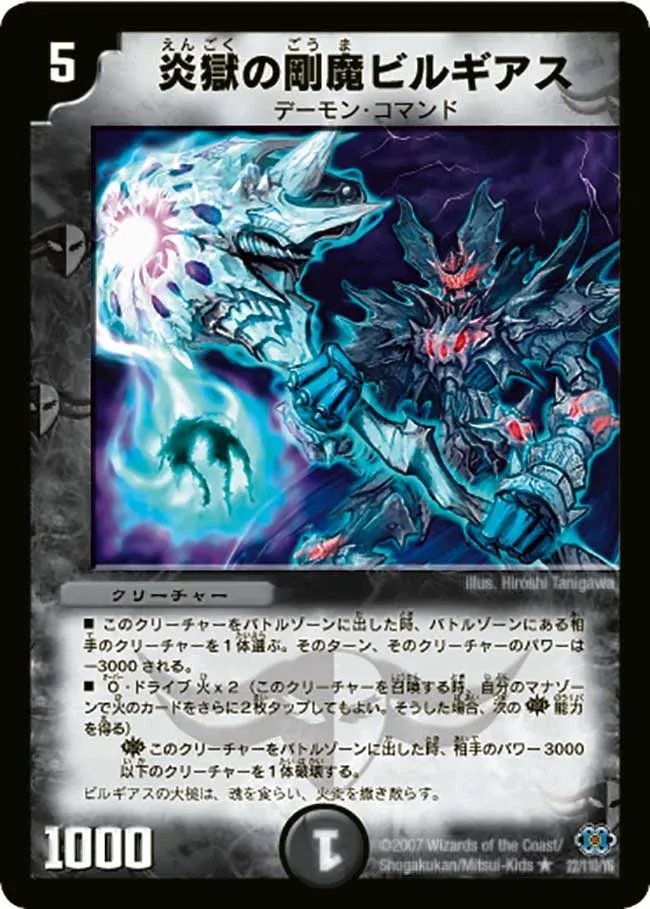 5
えんごく ごうま
炎獄の剛魔ビルギアス
デーモン・コマンド
illus. Hiroshi Tanigawa
クリーチャー
■ このクリーチャーをバトルゾーンに出した時、バトルゾーンにある相
手のクリーチャーを1体選ぶ。そのターン、そのクリーチャーのパワーは
−3000される。
■ O・ドライブ 火x2（このクリーチャーを召喚する時、自分のマナゾー
ンで火のカードをさらに2枚タップしてもよい。そうした場合、次の 能力
を得る）
このクリーチャーをバトルゾーンに出した時、相手のパワー3000
以下のクリーチャーを1体破壊する。
ビルギアスの大槌は、魂を食らい、火炎を撒き散らす。
1000
1
©2007 Wizards of the Coast/
Shogakukan/Mitsui-Kids ★ 22/110/Y6